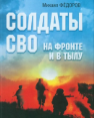 Михаил ФЕДОРОВ
СОЛДАТЫ
СВО
НА ФРОНТЕ
И В ТЫЛУ